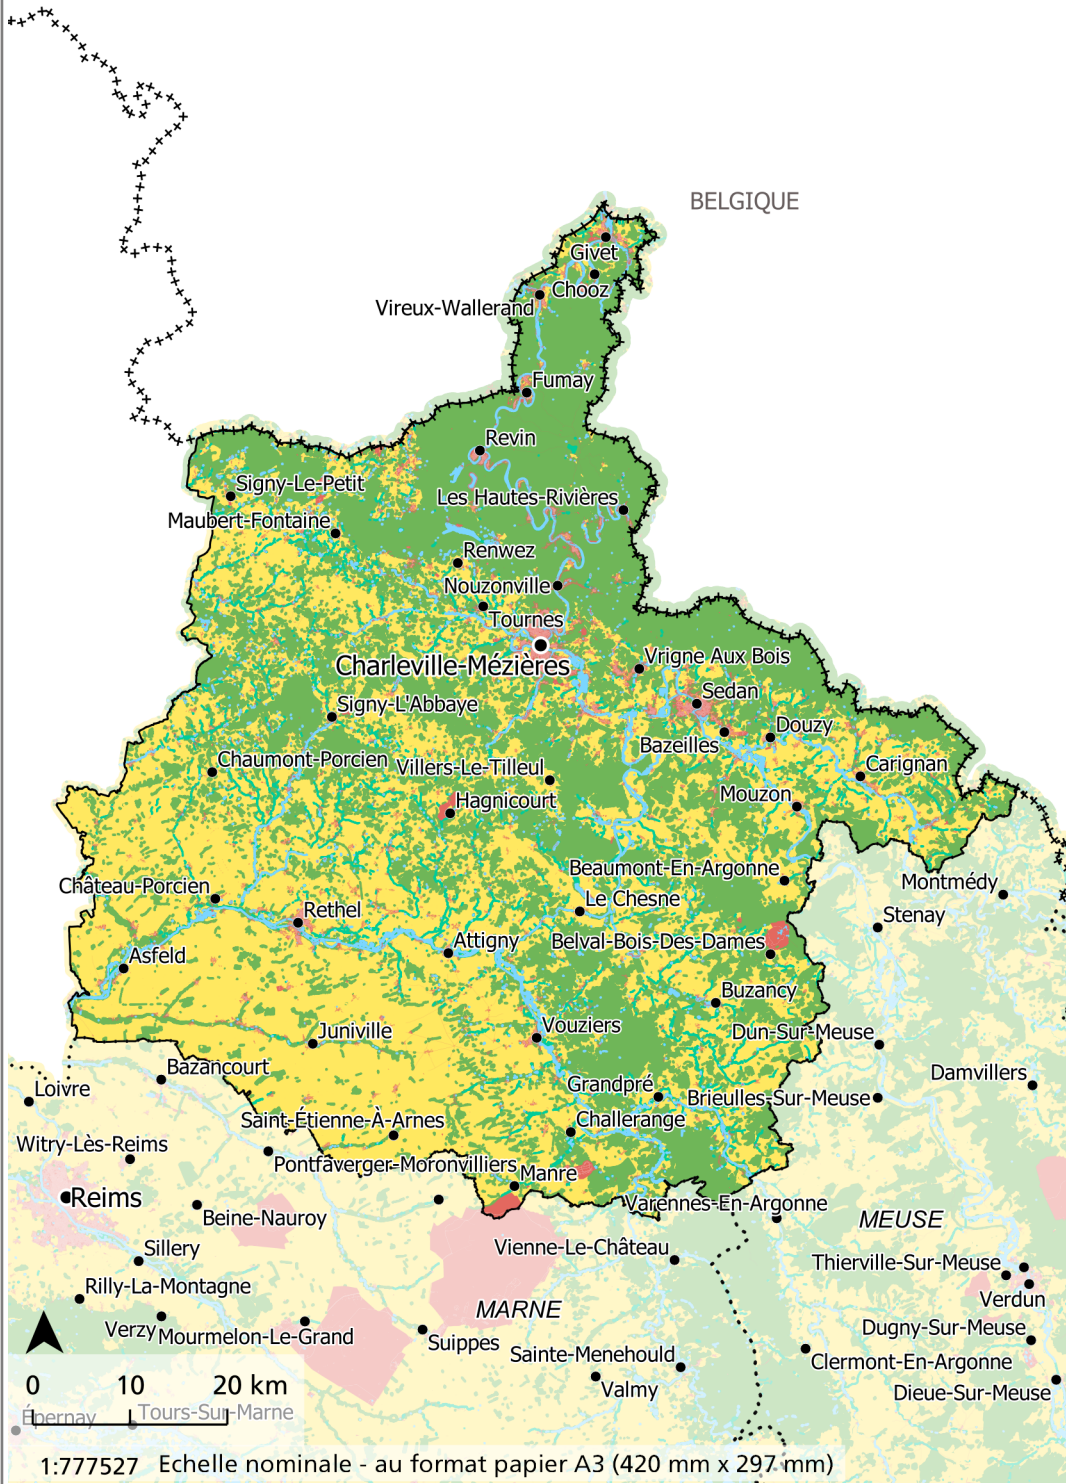 BELGIQUE
Givet
Chooz
Vireux-Wallerand
Fumay
Revin
Signy-Le-Petit
Les Hautes-Rivières
Maubert-Fontaine
Renwez
Nouzonville
Tournes
Charleville-Mézières
Vrigne Aux Bois
Sedan
Signy-L'Abbaye
Douzy
Bazeilles
Chaumont-Porcien
Villers-Le-Tilleul
Carignan
Hagnicourt
Mouzon
Beaumont-En-Argonne
Château-Porcien
Montmédy
Le Chesne
Rethel
Stenay
Attigny
Belval-Bois-Des-Dames
Asfeld
Buzancy
Vouziers
Juniville
Dun-Sur-Meuse
Bazancourt
Damvillers
Loivre
Grandpré
Brieulles-Sur-Meuse
Saint-Étienne-À-Arnes
Challerange
Witry-Lès-Reims
Pontfaverger-Moronvilliers
Manre
Reims
Varennes-En-Argonne
Beine-Nauroy
MEUSE
Sillery
Vienne-Le-Château
Thierville-Sur-Meuse
Rilly-La-Montagne
Verdun
MARNE
Verzy
Mourmelon-Le-Grand
Suippes
Dugny-Sur-Meuse
Sainte-Menehould
Clermont-En-Argonne
Valmy
Dieue-Sur-Meuse
0 10 20 km
Épernay
Tours-Sur-Marne
1:777527 Echelle nominale - au format papier A3 (420 mm x 297 mm)